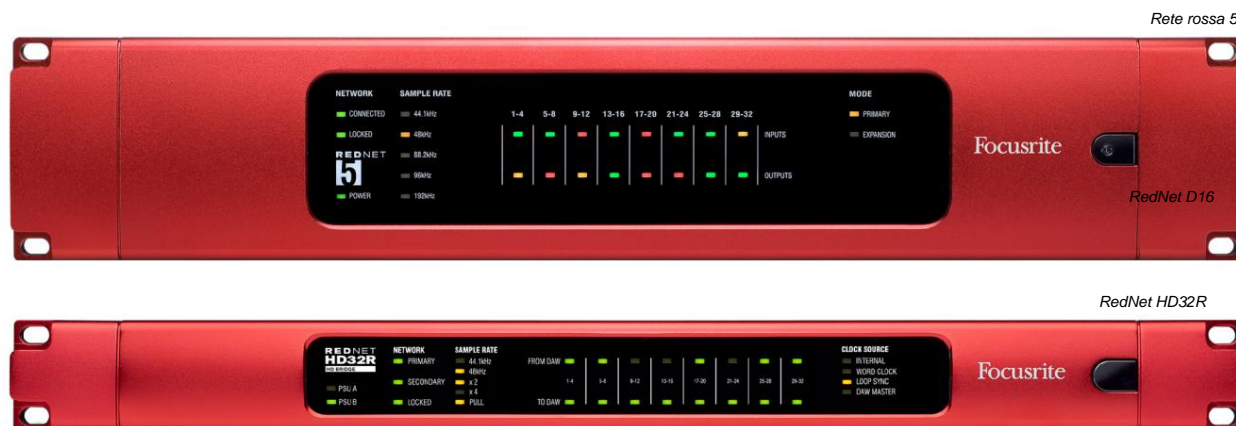 Rete rossa 5
NETWORK SAMPLE RATE MODE
CONNECTED 44.1kHz 1-4 5-8 9-12 13-16 17-20 21-24 25-28 29-32 PRIMARY
LOCKED 48kHz INPUTS EXPANSION
REDNET 88.2kHz
5 96kHz OUTPUTS
POWER 192kHz
Focusrite
RedNet D16
RedNet HD32R
REDNET NETWORK SAMPLE RATE CLOCK SOURCE
HD32R PRIMARY 44.1kHz FROM DAW INTERNAL
HD BRIDGE 48kHz WORD CLOCK
SECONDARY x 2 1-4 5-8 9-12 13-16 17-20 21-24 25-28 29-32 LOOP SYNC
PSU A x 4 DAW MASTER
PSU B LOCKED PULL TO DAW
Focusrite